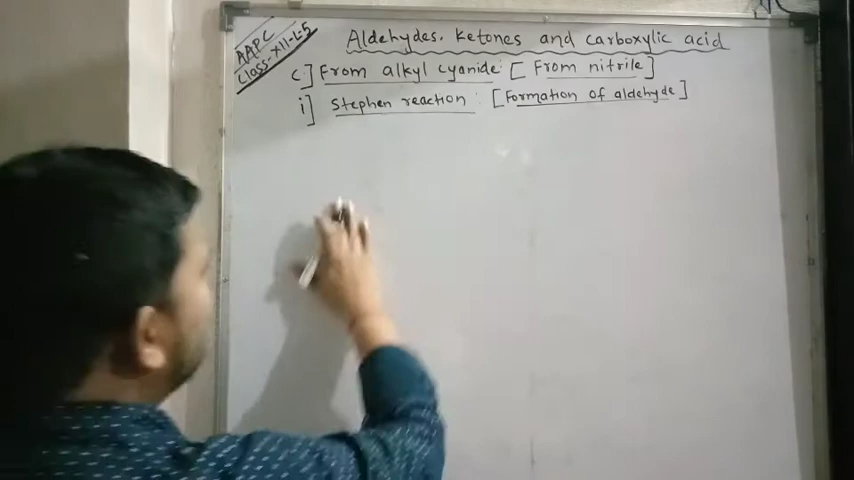 AAPC
Class-XII-L-5
Aldehydes, ketones and carboxylic acid
c] From alkyl cyanide: [From nitrile]
i] Stephen reaction: [Formation of aldehyde]